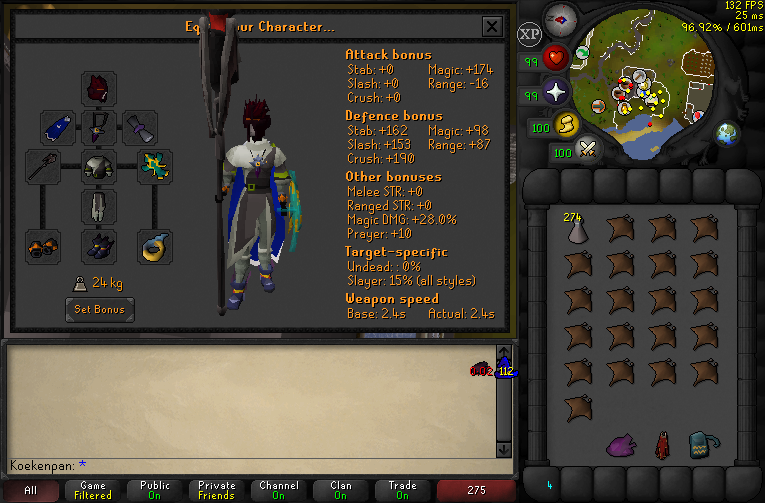 Eq our Character...
Attack bonus
Stab: +0 Magic: +174
Slash: +0 Range: -16
Crush: +0
Defence bonus
Stab: +162 Magic: +98
Slash: +153 Range: +87
Crush: +190
Other bonuses
Melee STR: +0
Ranged STR: +0
Magic DMG: +28.0%
Prayer: +10
Target-specific
Undead: : 0%
Slayer: 15% (all styles)
Weapon speed
Base: 2.4s Actual: 2.4s
24 kg
Set Bonus
132 FPS
25 ms
96.92% / 601ms
XP
99
99
100
100
274
4
0:02
112
Koekenpan: *
All
Game
Filtered
Public
On
Private
Friends
Channel
On
Clan
On
Trade
On
275